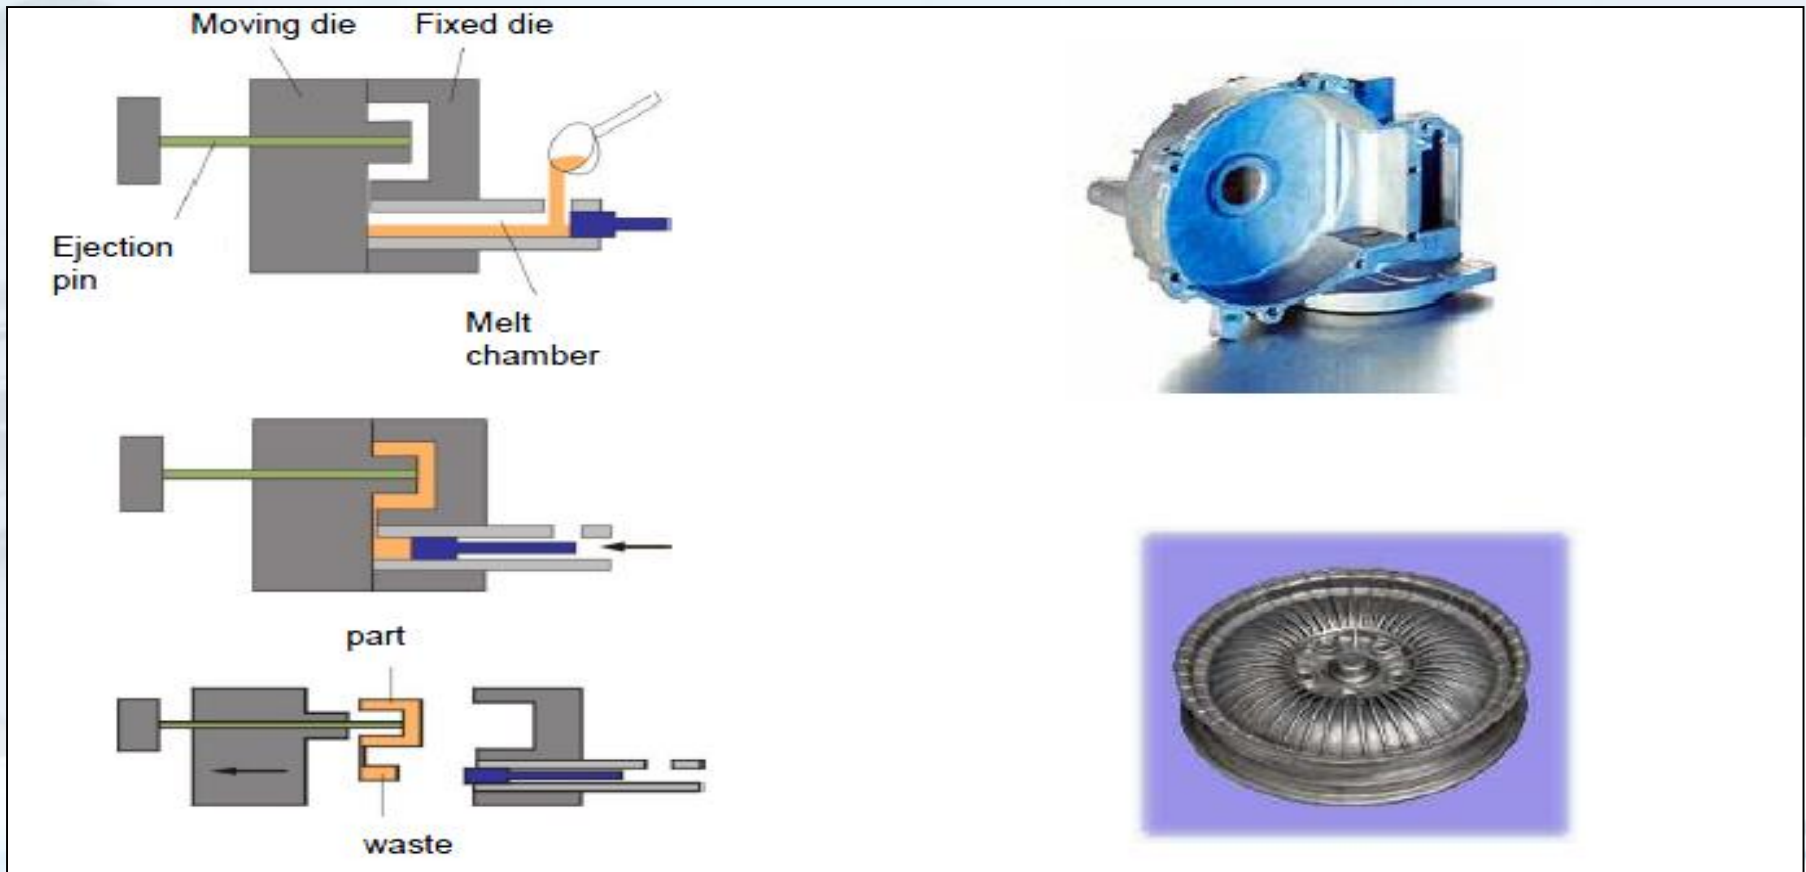 Moving die
Fixed die
Ejection
pin
Melt
chamber
part
waste